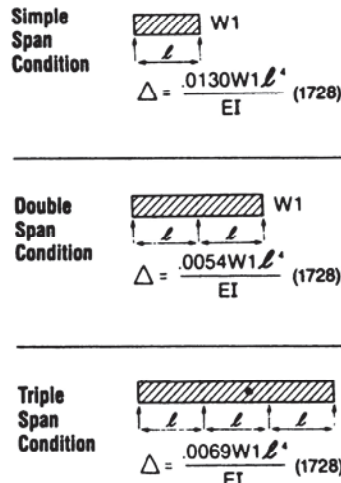 Simple
Span
Condition
W1
ℓ
Δ = .0130W1ℓ⁴ / EI (1728)
Double
Span
Condition
W1
ℓ ℓ
Δ = .0054W1ℓ⁴ / EI (1728)
Triple
Span
Condition
ℓ ℓ ℓ
Δ = .0069W1ℓ⁴ / EI (1728)